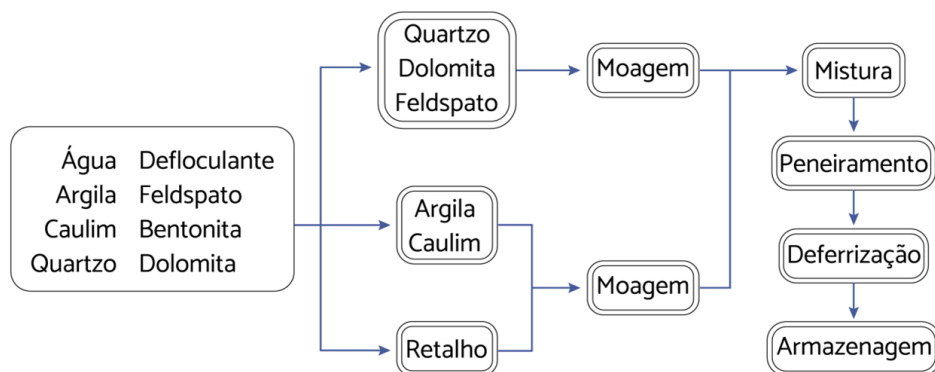 Água Defloculante
Argila Feldspato
Caulim Bentonita
Quartzo Dolomita
Quartzo
Dolomita
Feldspato
Moagem
Argila
Caulim
Retalho
Moagem
Mistura
Peneiramento
Deferrização
Armazenagem